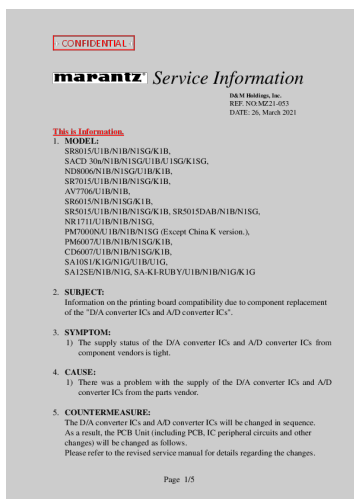 CONFIDENTIAL
marantz Service Information
D&M Holdings, Inc.
REF. NO:MZ21-053
DATE: 26, March 2021
This is Information.
1. MODEL:
SR8015/U1B/N1B/N1SG/K1B,
SACD 30n/N1B/N1SG/U1B/U1SG/K1SG,
ND8006/N1B/N1SG/U1B/K1B,
SR7015/U1B/N1B/N1SG/K1B,
AV7706/U1B/N1B,
SR6015/N1B/N1SG/K1B,
SR5015/U1B/N1B/N1SG/K1B, SR5015DAB/N1B/N1SG,
NR1711/U1B/N1B/N1SG,
PM7000N/U1B/N1B/N1SG (Except China K version.),
PM6007/U1B/N1B/N1SG/K1B,
CD6007/U1B/N1B/N1SG/K1B,
SA10S1/K1G/N1G/U1B/U1G,
SA12SE/N1B/N1G, SA-KI-RUBY/U1B/N1B/N1G/K1G
2. SUBJECT:
Information on the printing board compatibility due to component replacement
of the "D/A converter ICs and A/D converter ICs".
3. SYMPTOM:
1) The supply status of the D/A converter ICs and A/D converter ICs from
component vendors is tight.
4. CAUSE:
1) There was a problem with the supply of the D/A converter ICs and A/D
converter ICs from the parts vendor.
5. COUNTERMEASURE:
The D/A converter ICs and A/D converter ICs will be changed in sequence.
As a result, the PCB Unit (including PCB, IC peripheral circuits and other
changes) will be changed as follows.
Please refer to the revised service manual for details regarding the changes.
Page 1/5